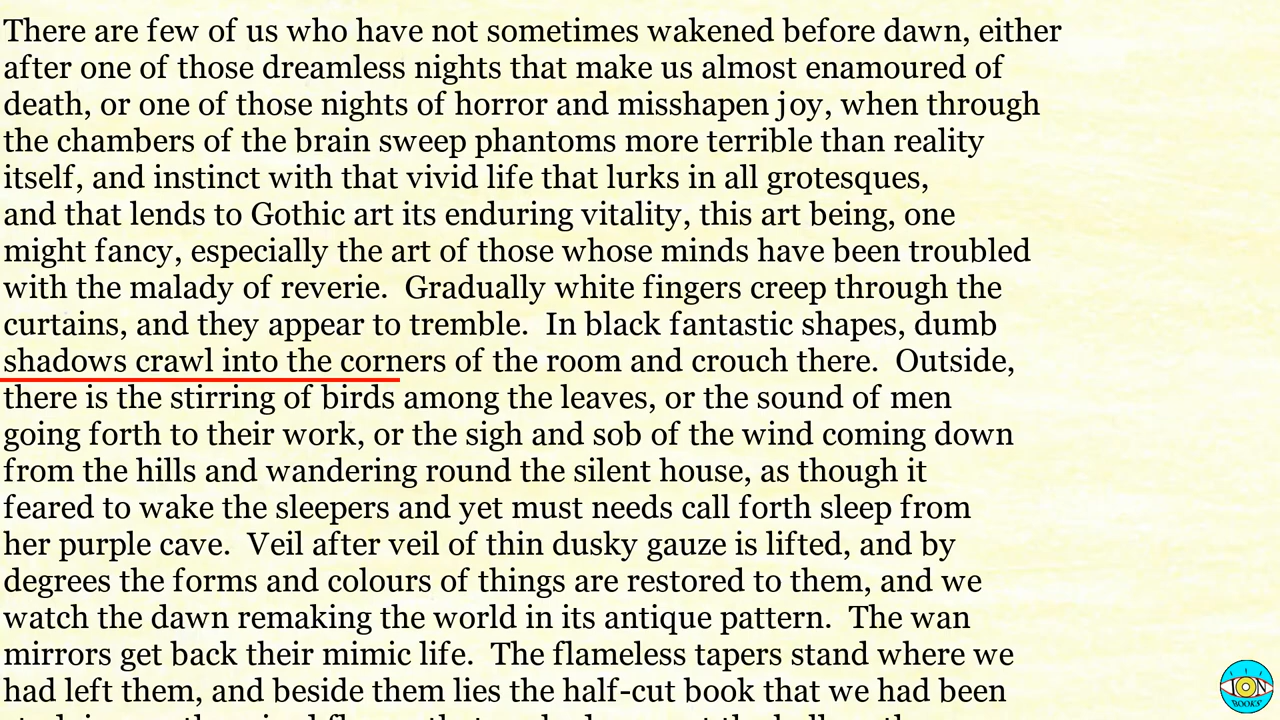 There are few of us who have not sometimes wakened before dawn, either
after one of those dreamless nights that make us almost enamoured of
death, or one of those nights of horror and misshapen joy, when through
the chambers of the brain sweep phantoms more terrible than reality
itself, and instinct with that vivid life that lurks in all grotesques,
and that lends to Gothic art its enduring vitality, this art being, one
might fancy, especially the art of those whose minds have been troubled
with the malady of reverie.  Gradually white fingers creep through the
curtains, and they appear to tremble.  In black fantastic shapes, dumb
shadows crawl into the corners of the room and crouch there.  Outside,
there is the stirring of birds among the leaves, or the sound of men
going forth to their work, or the sigh and sob of the wind coming down
from the hills and wandering round the silent house, as though it
feared to wake the sleepers and yet must needs call forth sleep from
her purple cave.  Veil after veil of thin dusky gauze is lifted, and by
degrees the forms and colours of things are restored to them, and we
watch the dawn remaking the world in its antique pattern.  The wan
mirrors get back their mimic life.  The flameless tapers stand where we
had left them, and beside them lies the half-cut book that we had been
ION
BOOKS